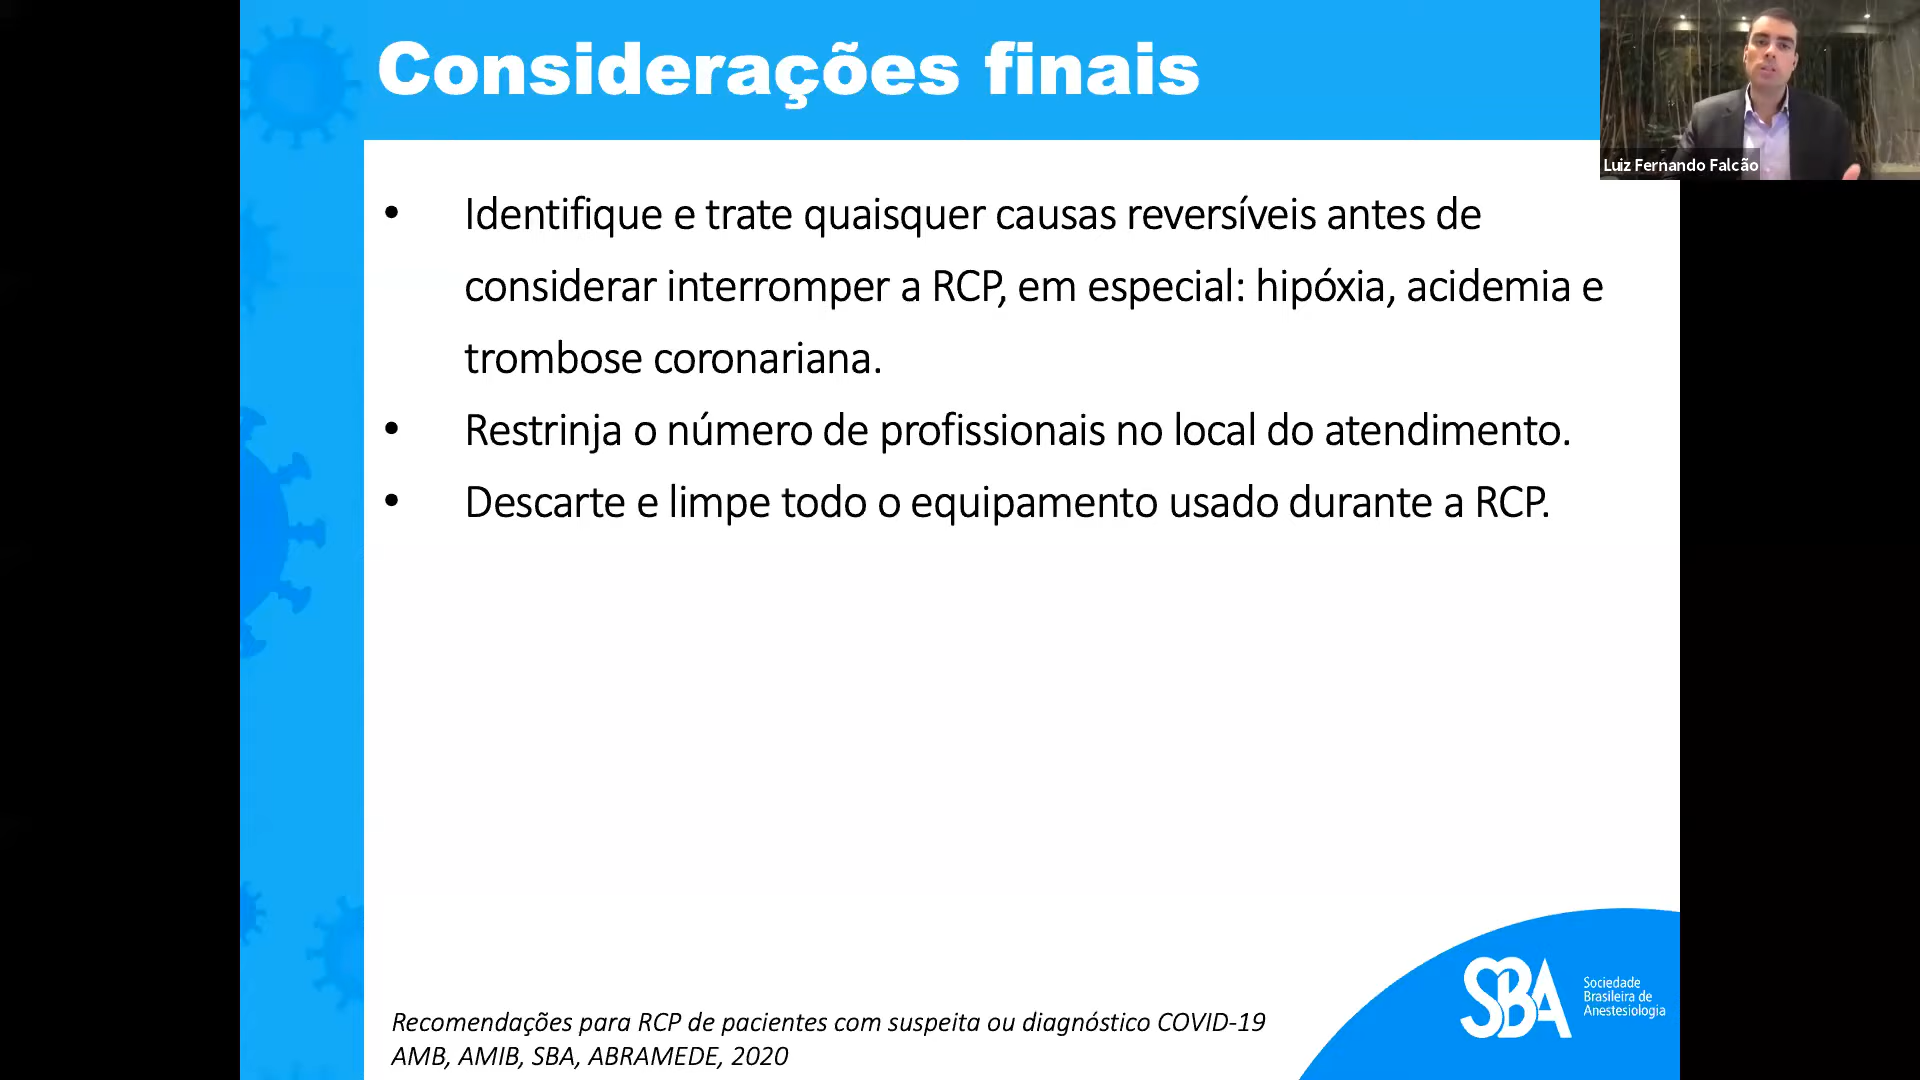 Considerações finais
Luiz Fernando Falcão
• Identifique e trate quaisquer causas reversíveis antes de
considerar interromper a RCP, em especial: hipóxia, acidemia e
trombose coronariana.
• Restrinja o número de profissionais no local do atendimento.
• Descarte e limpe todo o equipamento usado durante a RCP.
SBA
Sociedade
Brasileira de
Anestesiologia
Recomendações para RCP de pacientes com suspeita ou diagnóstico COVID-19
AMB, AMIB, SBA, ABRAMEDE, 2020